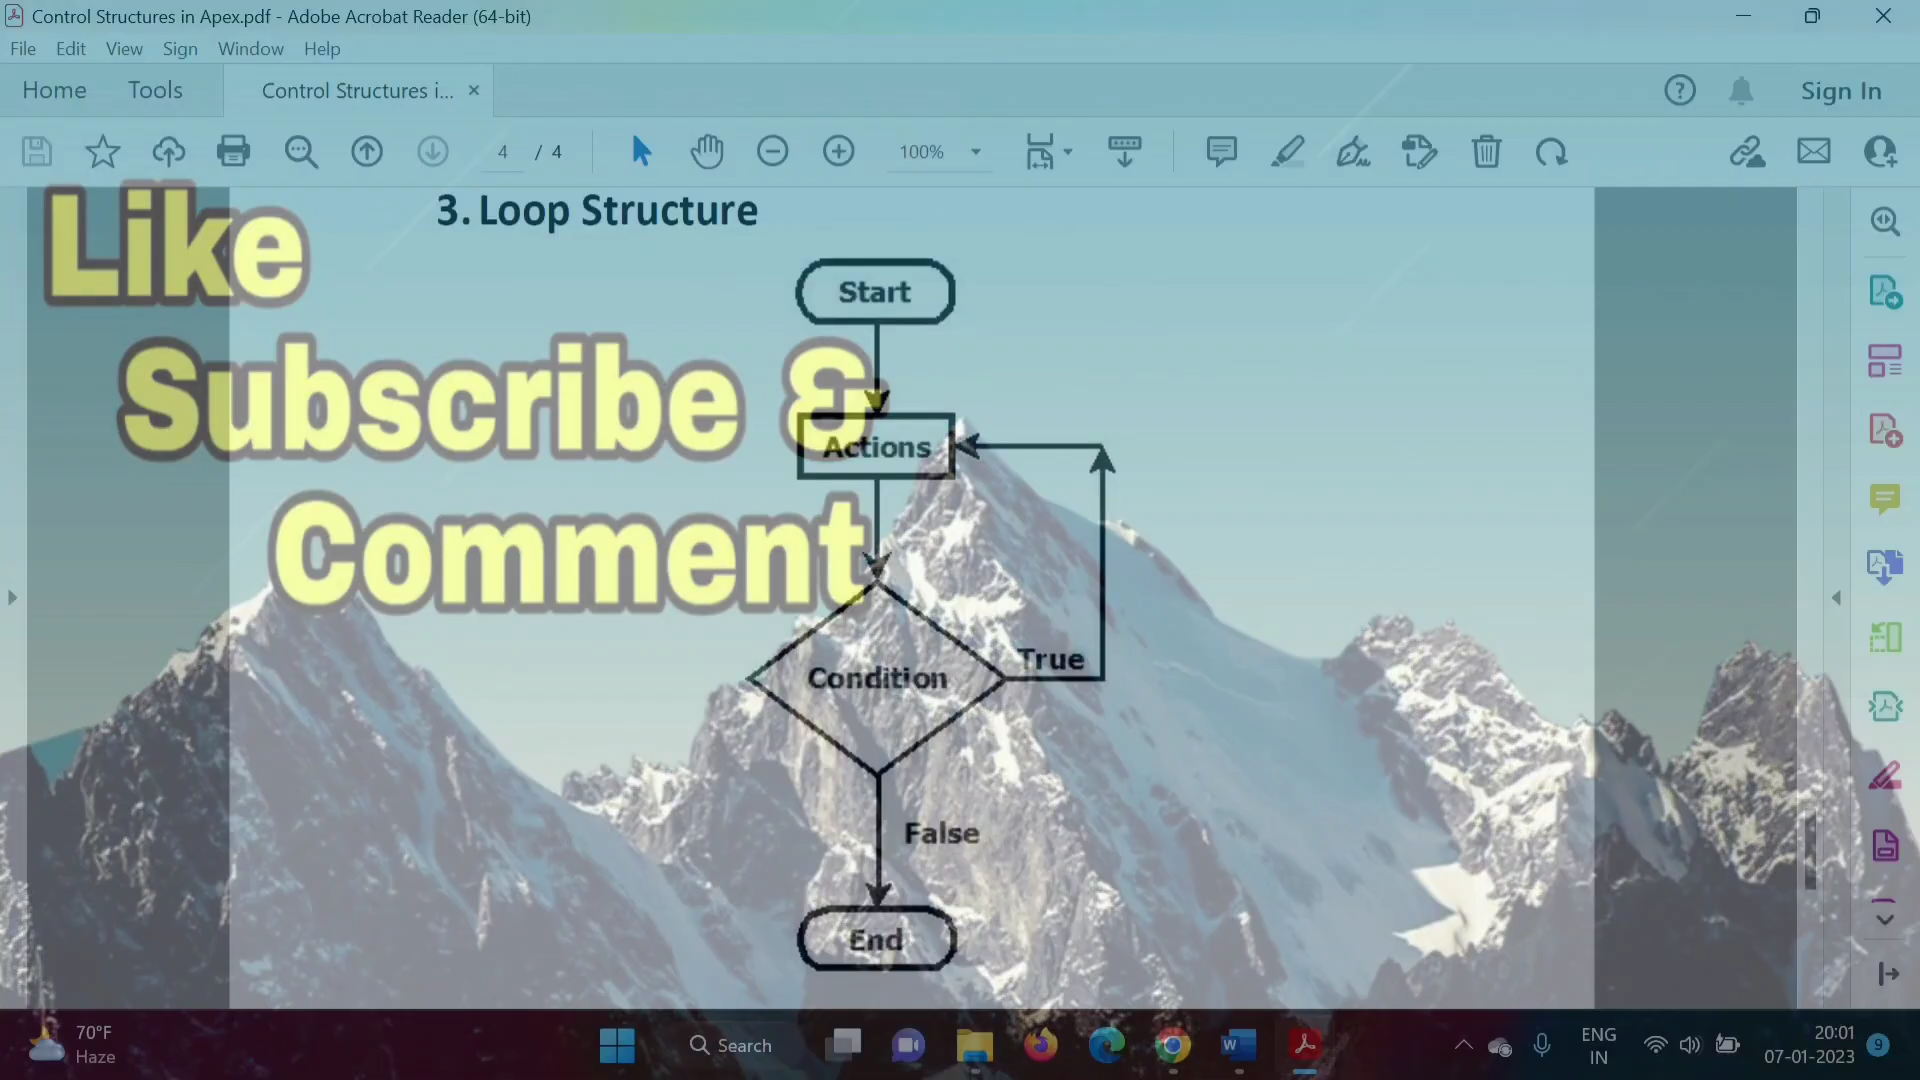 Control Structures in Apex.pdf - Adobe Acrobat Reader (64-bit)
File Edit View Sign Window Help
Home Tools Control Structures i... Sign In
4 / 4 100%
3. Loop Structure
Like
Subscribe &
Comment
Start
Actions
Condition
True
False
End
70°F
Haze
Search
ENG
IN
20:01
07-01-2023
9